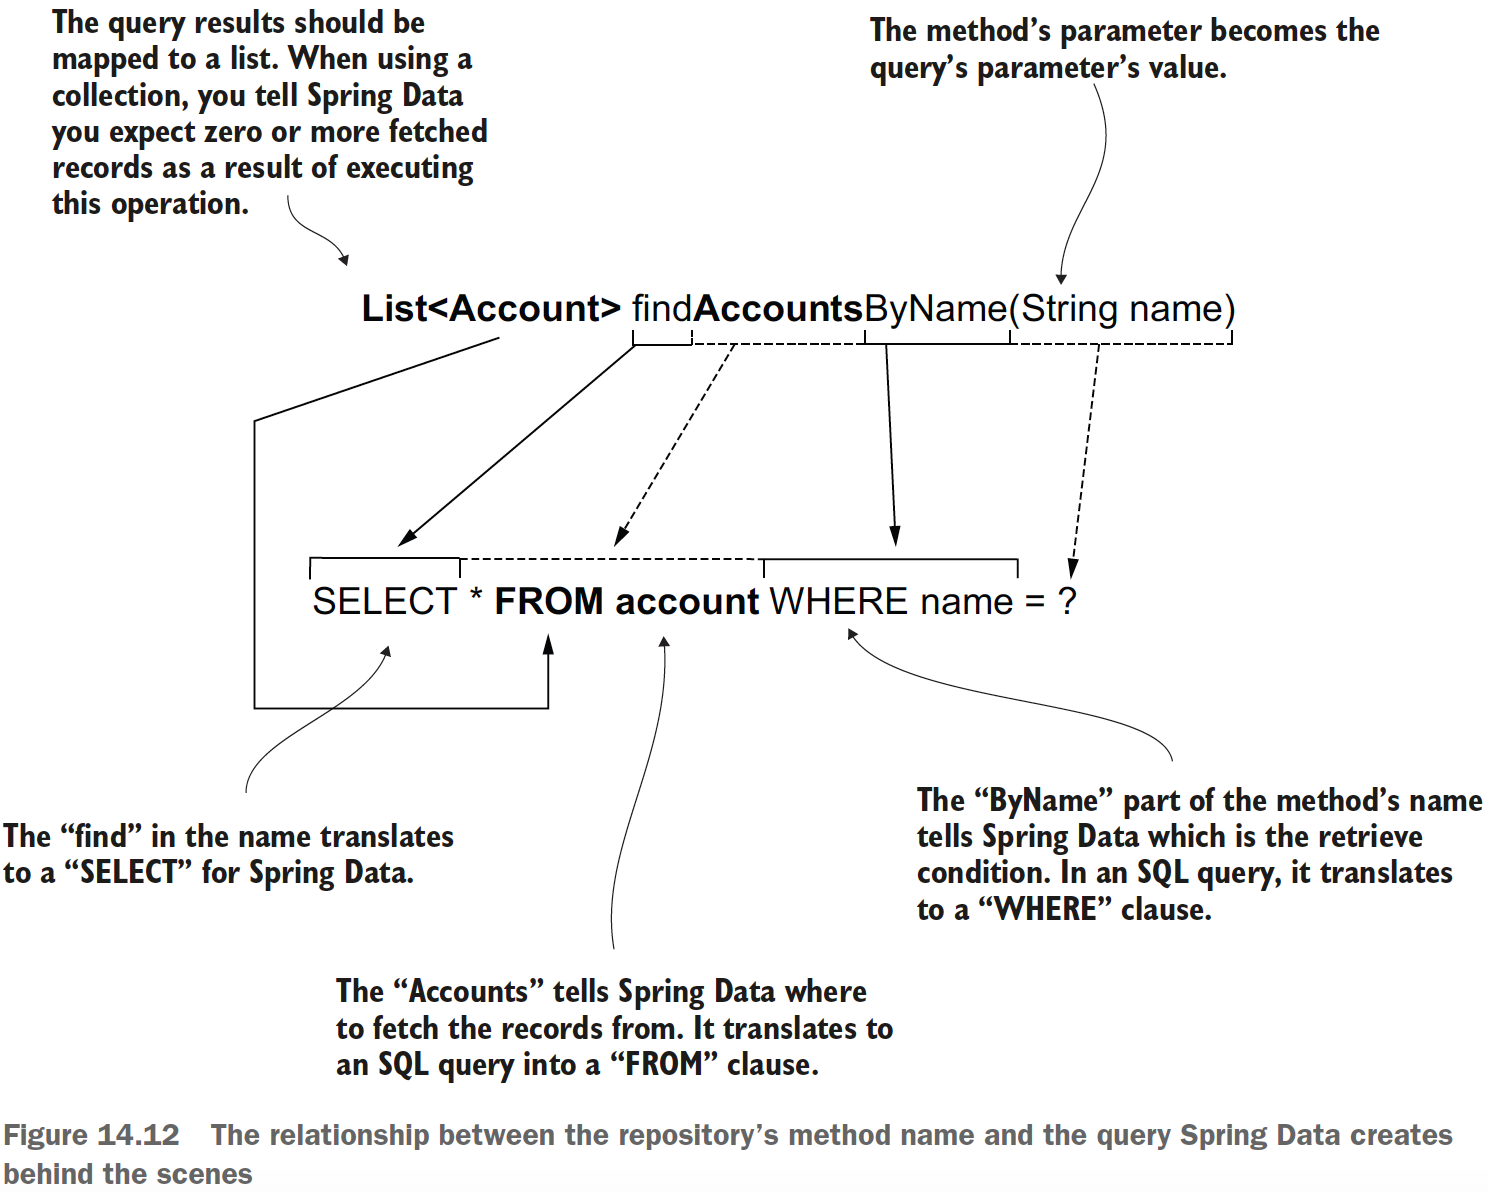 The query results should be
mapped to a list. When using a
collection, you tell Spring Data
you expect zero or more fetched
records as a result of executing
this operation.
The method’s parameter becomes the
query’s parameter’s value.
List<Account> findAccountsByName(String name)
SELECT * FROM account WHERE name = ?
The “find” in the name translates
to a “SELECT” for Spring Data.
The “ByName” part of the method’s name
tells Spring Data which is the retrieve
condition. In an SQL query, it translates
to a “WHERE” clause.
The “Accounts” tells Spring Data where
to fetch the records from. It translates to
an SQL query into a “FROM” clause.
Figure 14.12 The relationship between the repository’s method name and the query Spring Data creates
behind the scenes